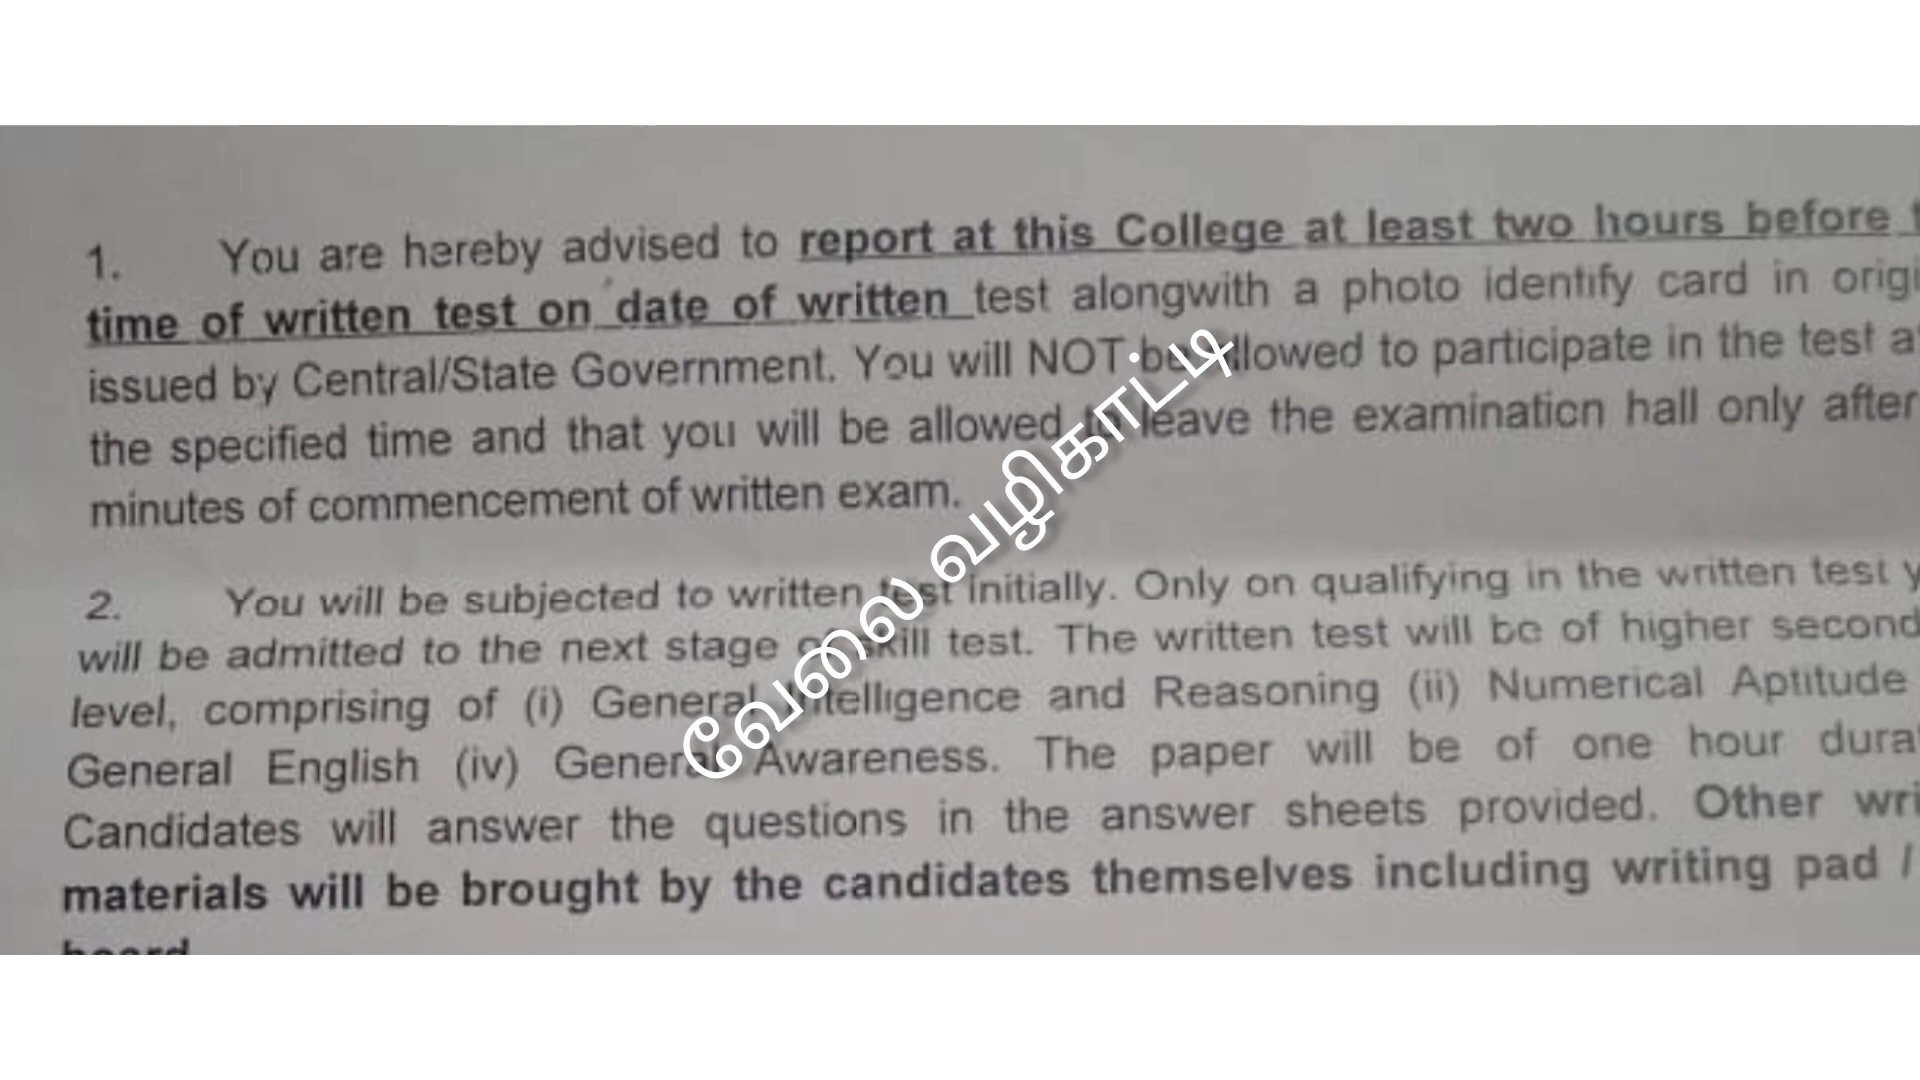 1. You are hereby advised to report at this College at least two hours before
time of written test on date of written test alongwith a photo identify card in
issued by Central/State Government. You will NOT be allowed to participate in the test
the specified time and that you will be allowed to leave the examination hall only after
minutes of commencement of written exam.
2. You will be subjected to written test initially. Only on qualifying in the written test
will be admitted to the next stage of skill test. The written test will be of higher
level, comprising of (i) General Intelligence and Reasoning (ii) Numerical Aptitude
General English (iv) General Awareness. The paper will be of one hour
Candidates will answer the questions in the answer sheets provided. Other
materials will be brought by the candidates themselves including writing pad /
board
வேலை வழிகாட்டி